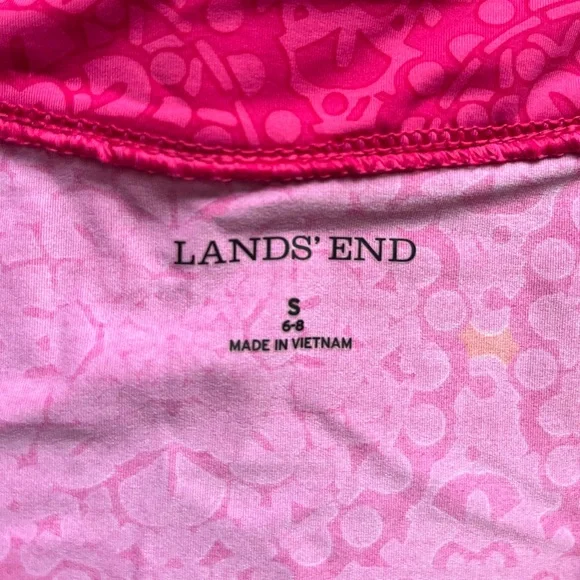 LANDS' END
S
6-8
MADE IN VIETNAM